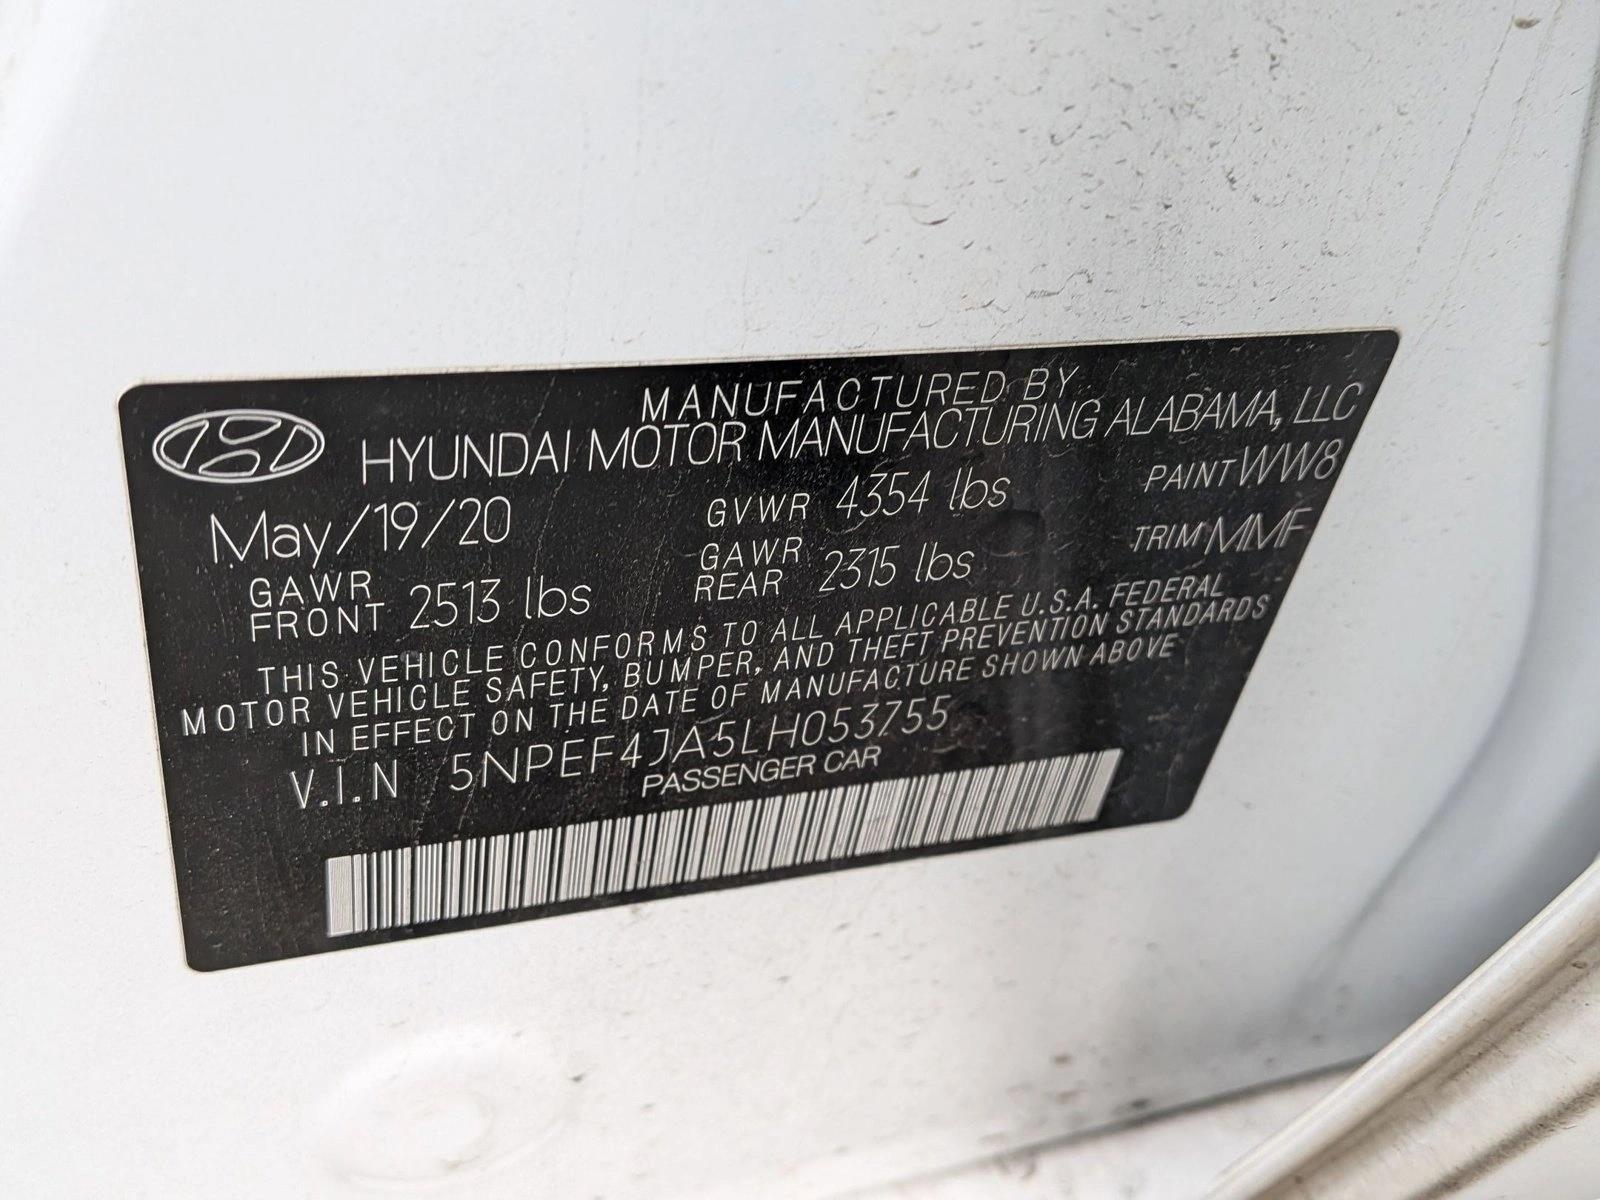 MANUFACTURED BY
HYUNDAI MOTOR MANUFACTURING ALABAMA, LLC
May/19/20 GVWR 4354 lbs PAINT WW8
GAWR FRONT 2513 lbs GAWR REAR 2315 lbs TRIM MMF
THIS VEHICLE CONFORMS TO ALL APPLICABLE U.S.A. FEDERAL
MOTOR VEHICLE SAFETY, BUMPER, AND THEFT PREVENTION STANDARDS
IN EFFECT ON THE DATE OF MANUFACTURE SHOWN ABOVE
V.I.N 5NPEF4JA5LH053755
PASSENGER CAR